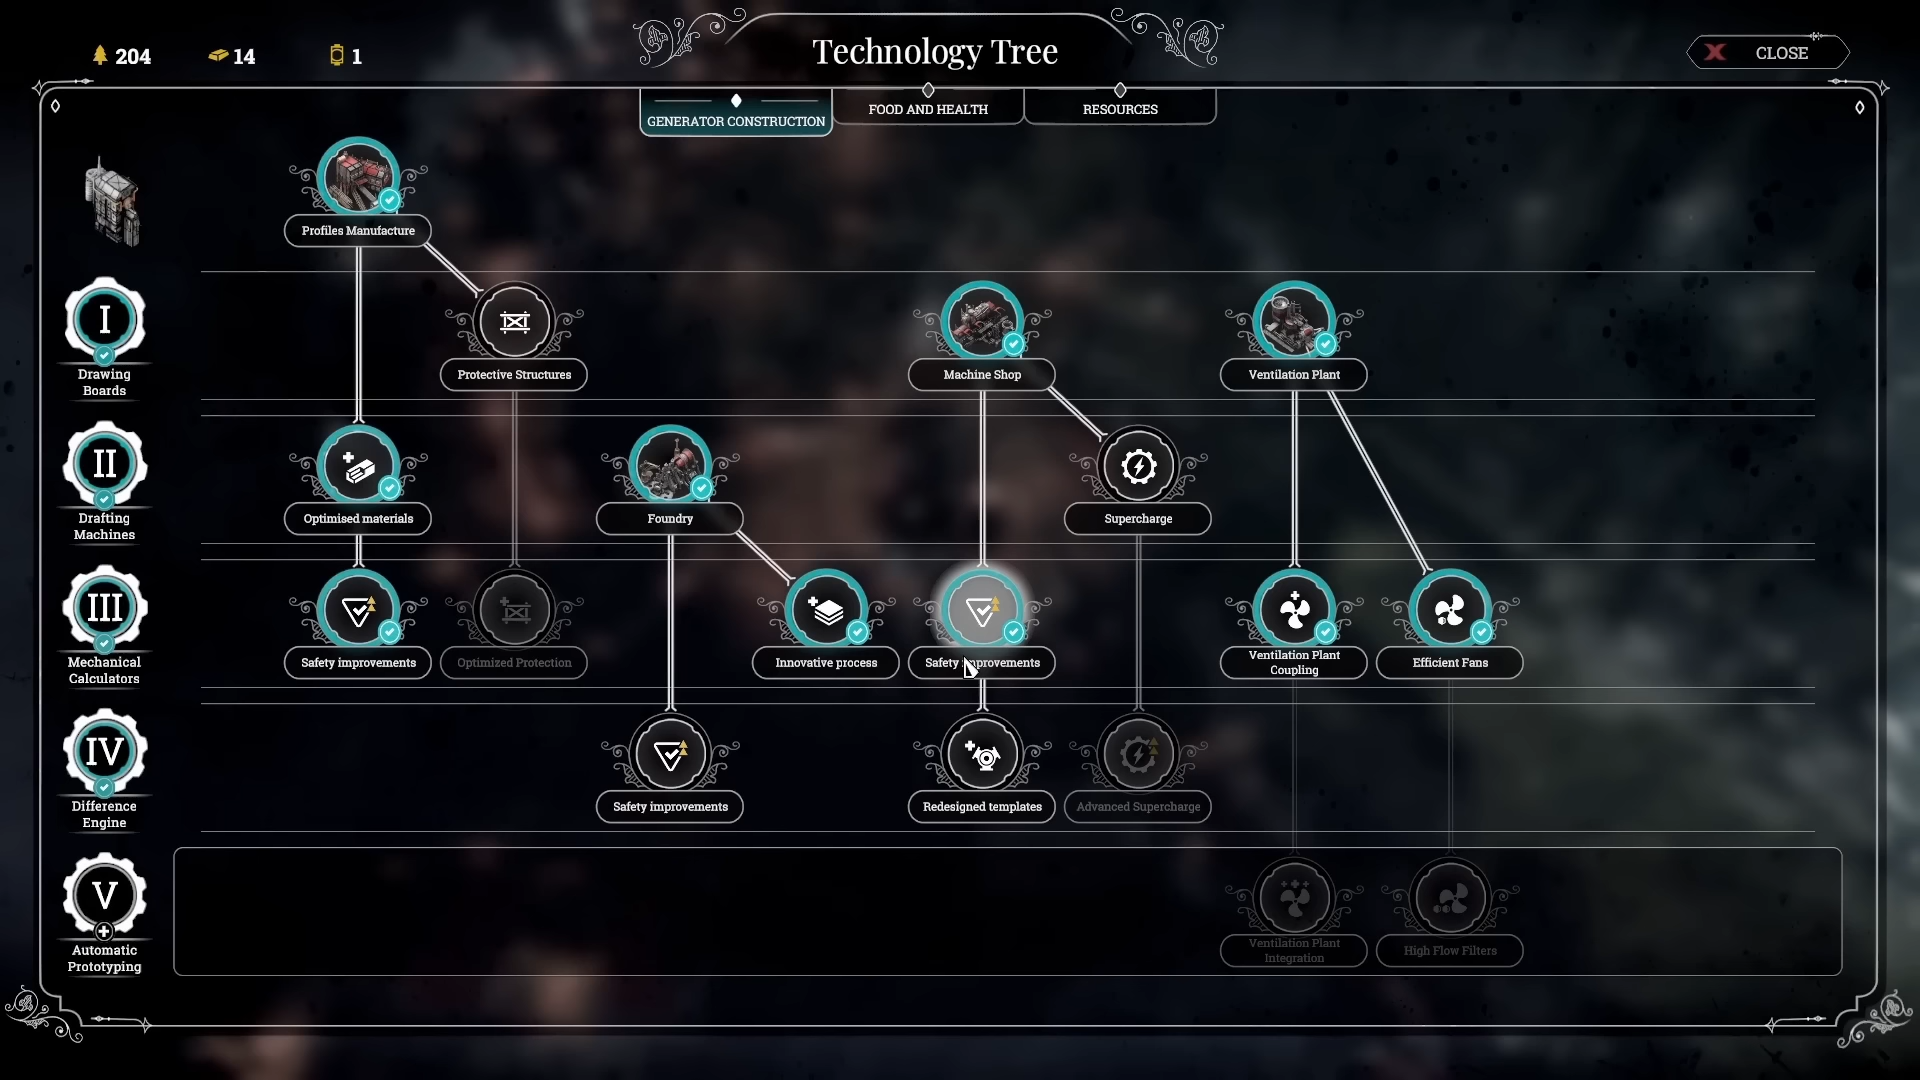 204
14
1
Technology Tree
CLOSE
GENERATOR CONSTRUCTION
FOOD AND HEALTH
RESOURCES
Profiles Manufacture
I
Drawing
Boards
Protective Structures
Machine Shop
Ventilation Plant
II
Drafting
Machines
Optimised materials
Foundry
Supercharge
III
Mechanical
Calculators
Safety improvements
Optimized Protection
Innovative process
Safety improvements
Ventilation Plant
Coupling
Efficient Fans
IV
Difference
Engine
Safety improvements
Redesigned templates
Advanced Supercharge
V
Automatic
Prototyping
Ventilation Plant
Integration
High Flow Filters